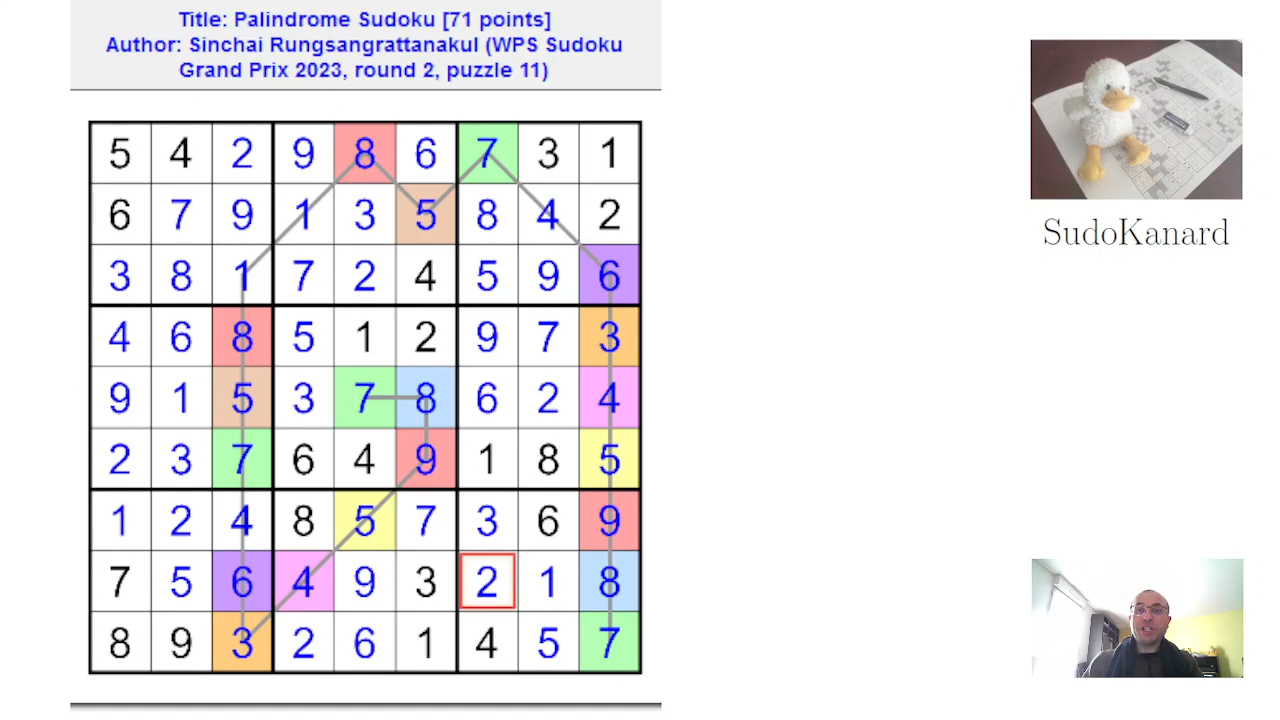 Title: Palindrome Sudoku [71 points]
Author: Sinchai Rungsangrattanakul (WPS Sudoku
Grand Prix 2023, round 2, puzzle 11)
5 4 2 9 8 6 7 3 1
6 7 9 1 3 5 8 4 2
3 8 1 7 2 4 5 9 6
4 6 8 5 1 2 9 7 3
9 1 5 3 7 8 6 2 4
2 3 7 6 4 9 1 8 5
1 2 4 8 5 7 3 6 9
7 5 6 4 9 3 2 1 8
8 9 3 2 6 1 4 5 7
SudoKanard